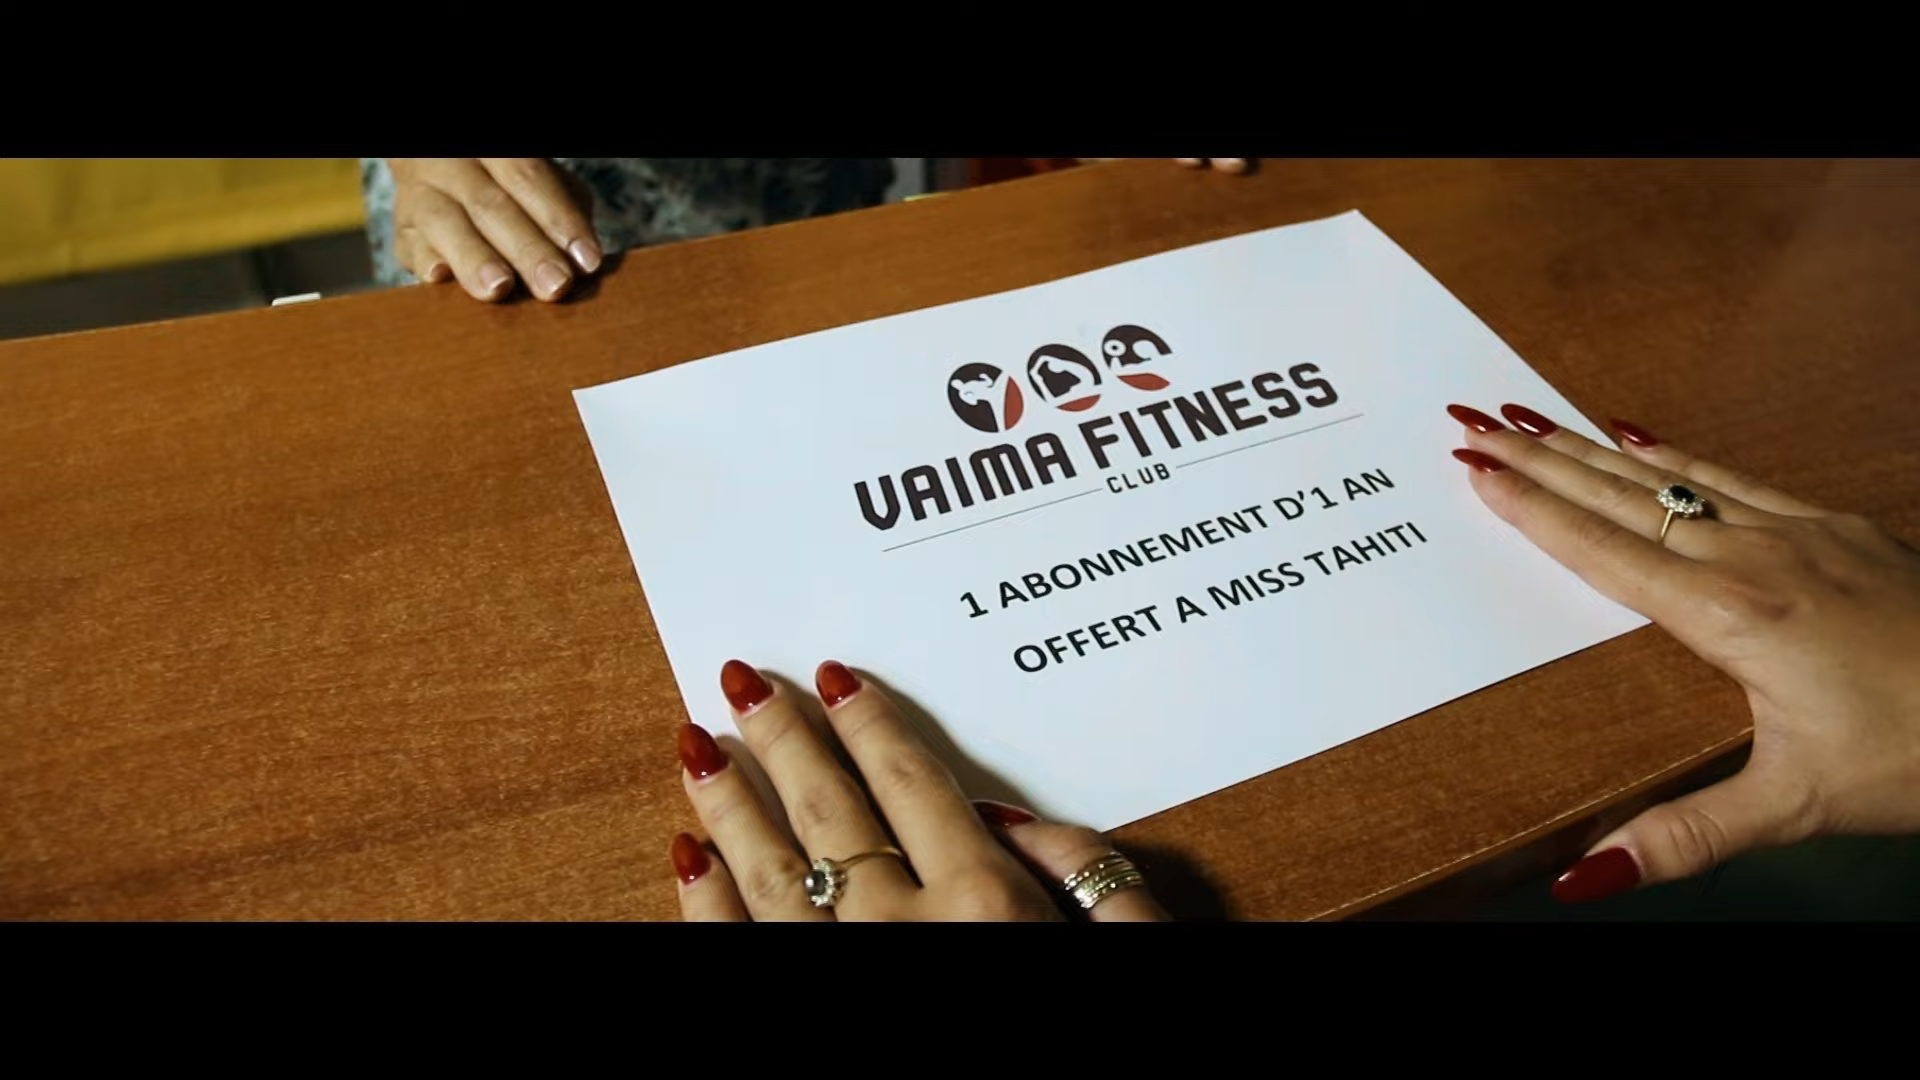 VAIMA FITNESS
CLUB
1 ABONNEMENT D'1 AN
OFFERT A MISS TAHITI